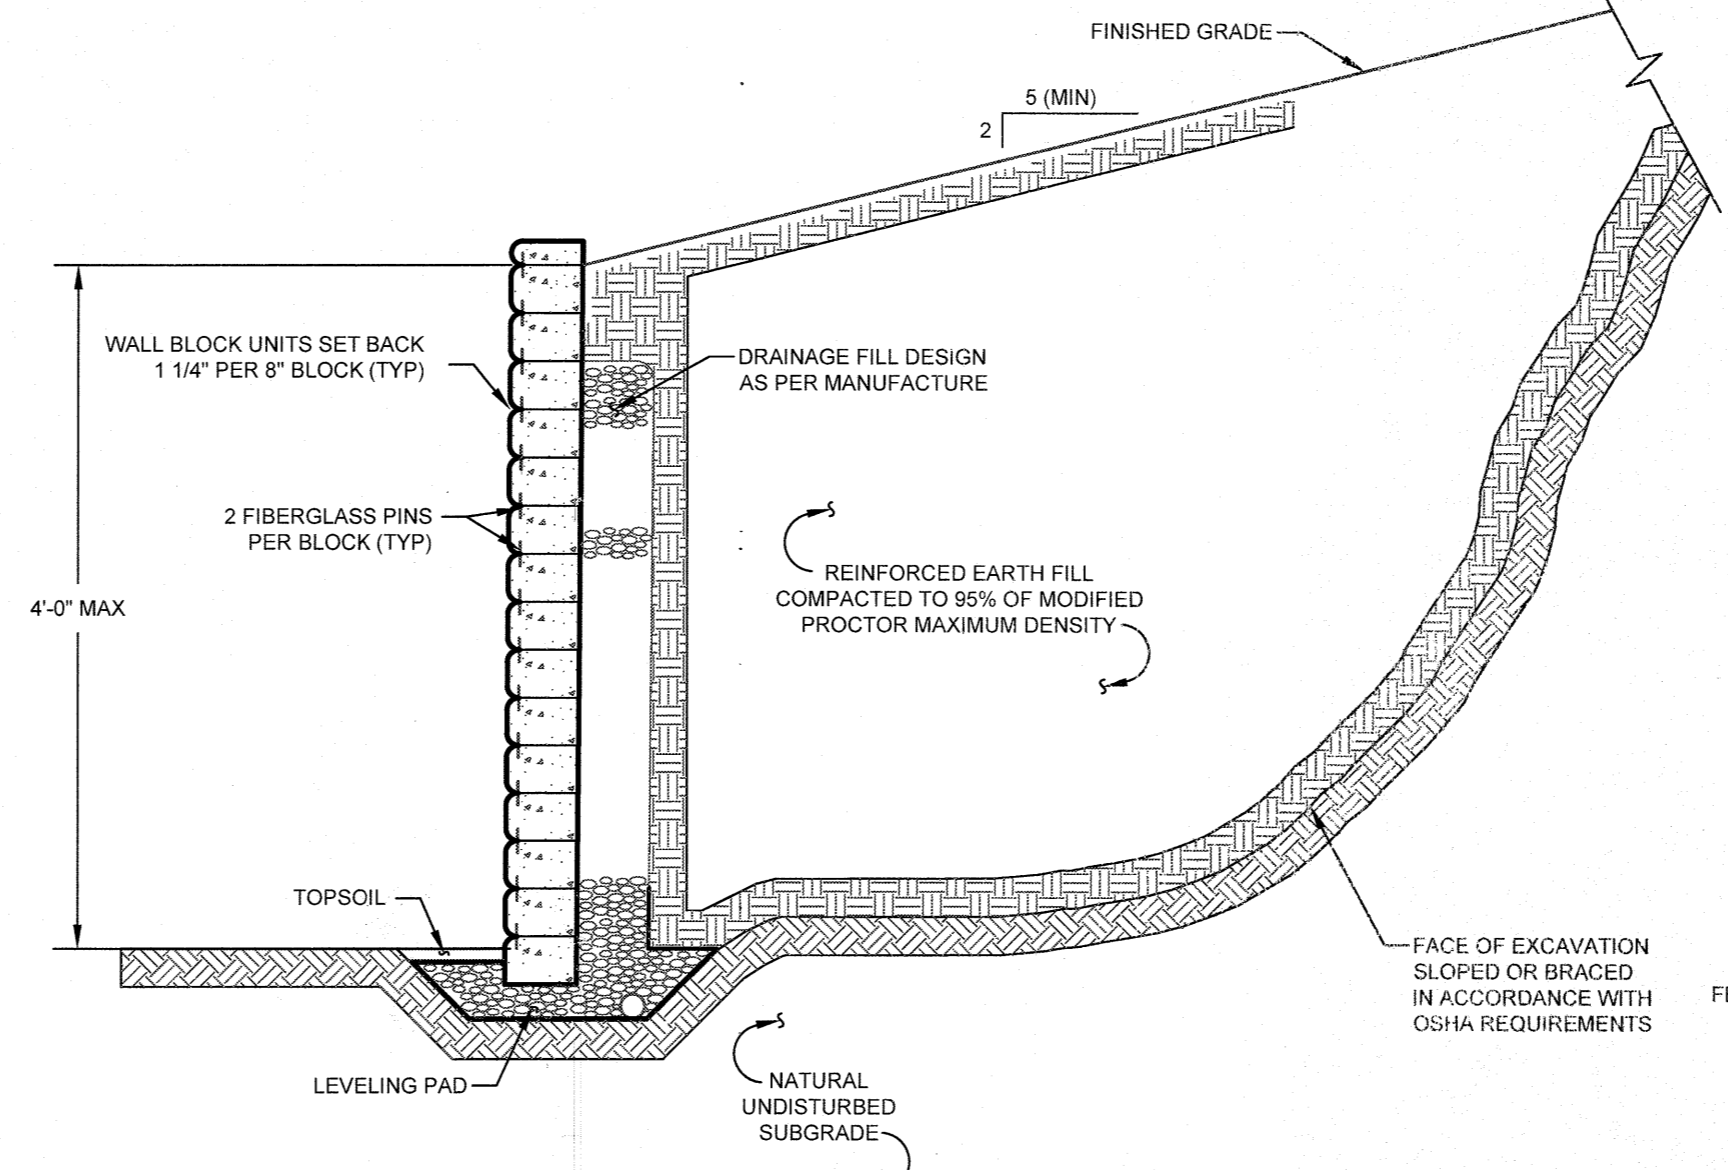 FINISHED GRADE
5 (MIN)
2
WALL BLOCK UNITS SET BACK
1 1/4" PER 8" BLOCK (TYP)
DRAINAGE FILL DESIGN
AS PER MANUFACTURE
2 FIBERGLASS PINS
PER BLOCK (TYP)
4'-0" MAX
REINFORCED EARTH FILL
COMPACTED TO 95% OF MODIFIED
PROCTOR MAXIMUM DENSITY
TOPSOIL
FACE OF EXCAVATION
SLOPED OR BRACED
IN ACCORDANCE WITH
OSHA REQUIREMENTS
LEVELING PAD
NATURAL
UNDISTURBED
SUBGRADE